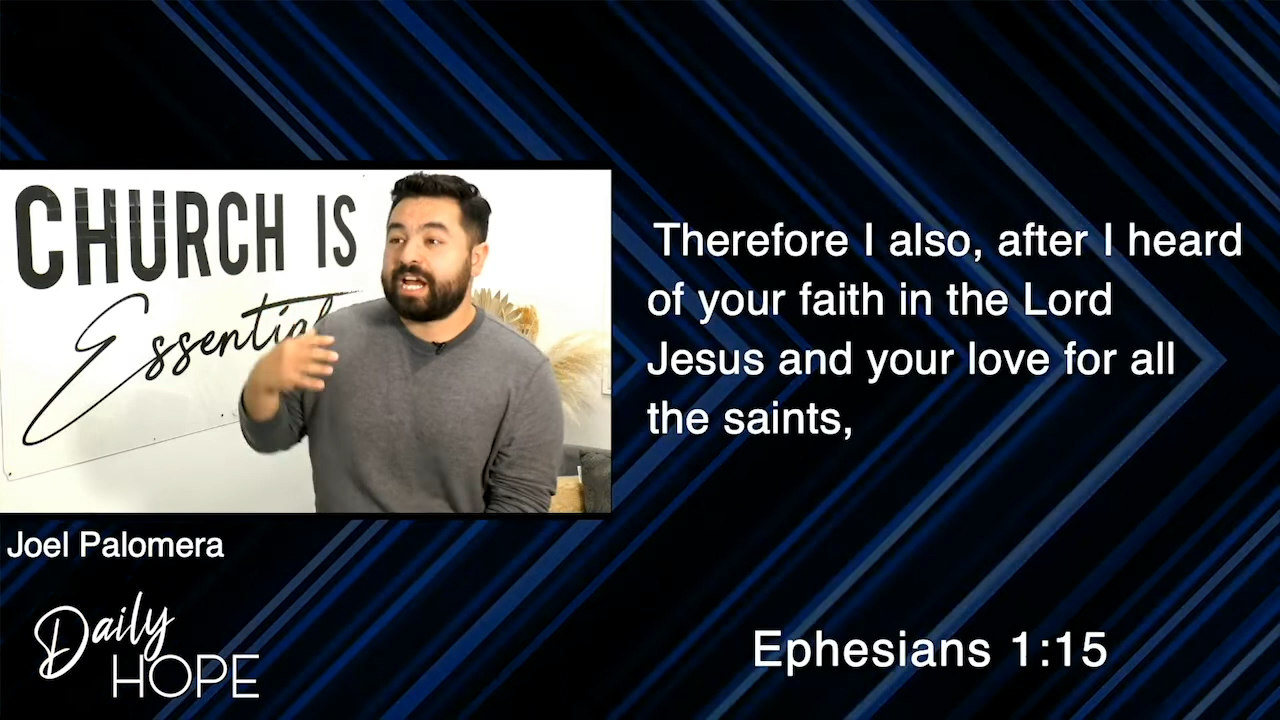 CHURCH IS
Essential
Therefore I also, after I heard
of your faith in the Lord
Jesus and your love for all
the saints,
Joel Palomera
Daily
HOPE
Ephesians 1:15